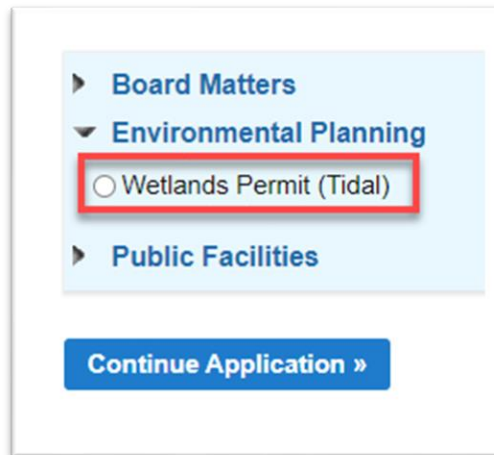 Board Matters
Environmental Planning
Wetlands Permit (Tidal)
Public Facilities
Continue Application »